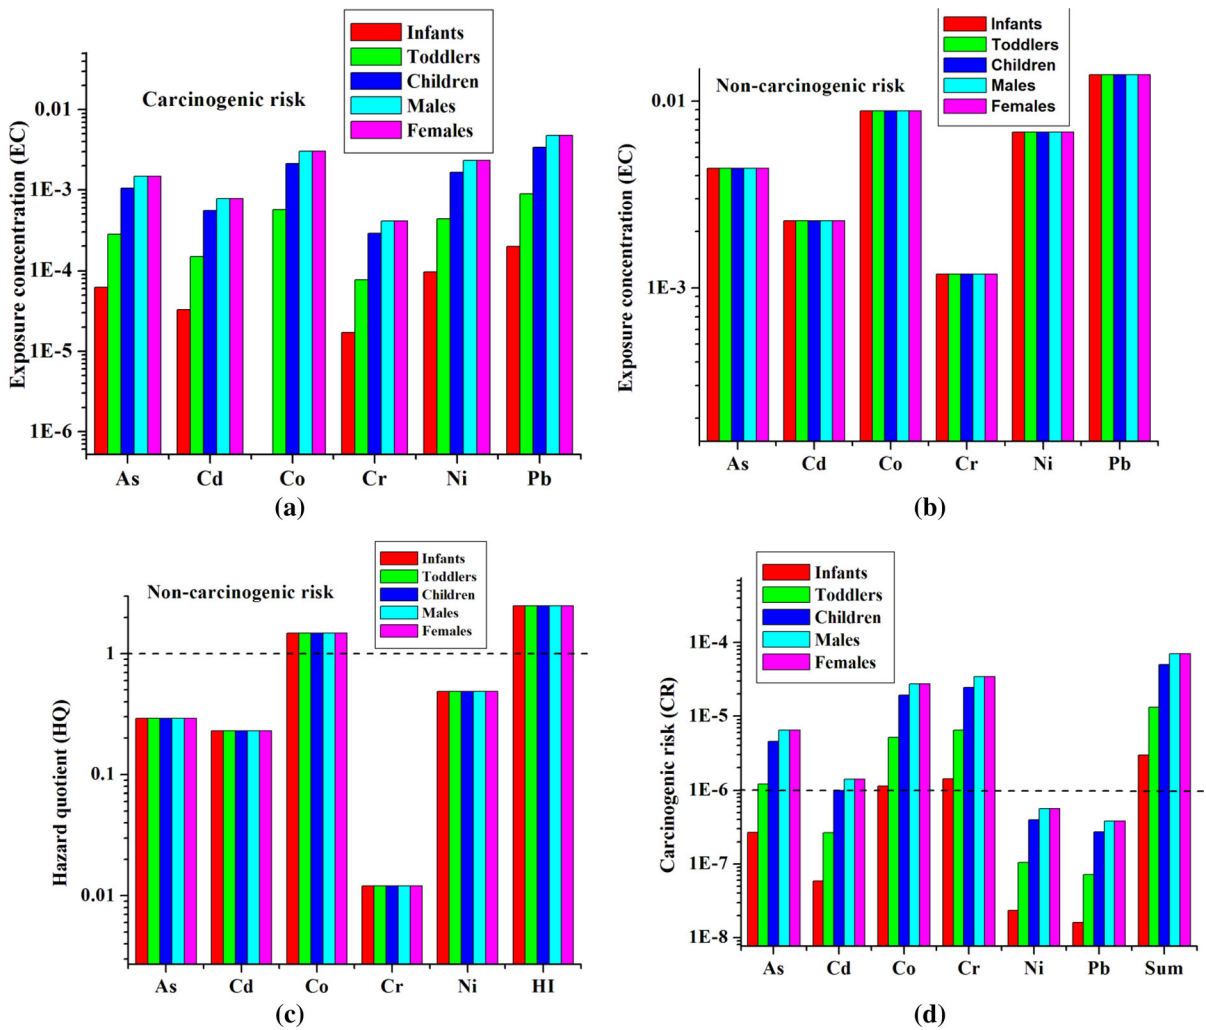 Infants
Toddlers
Children
Males
Females
Carcinogenic risk
Exposure concentration (EC)
0.01
1E-3
1E-4
1E-5
1E-6
As Cd Co Cr Ni Pb
(a)
Infants
Toddlers
Children
Males
Females
Non-carcinogenic risk
Exposure concentration (EC)
0.01
1E-3
As Cd Co Cr Ni Pb
(b)
Infants
Toddlers
Children
Males
Females
Non-carcinogenic risk
Hazard quotient (HQ)
1
0.1
0.01
As Cd Co Cr Ni HI
(c)
Infants
Toddlers
Children
Males
Females
Carcinogenic risk (CR)
1E-4
1E-5
1E-6
1E-7
1E-8
As Cd Co Cr Ni Pb Sum
(d)